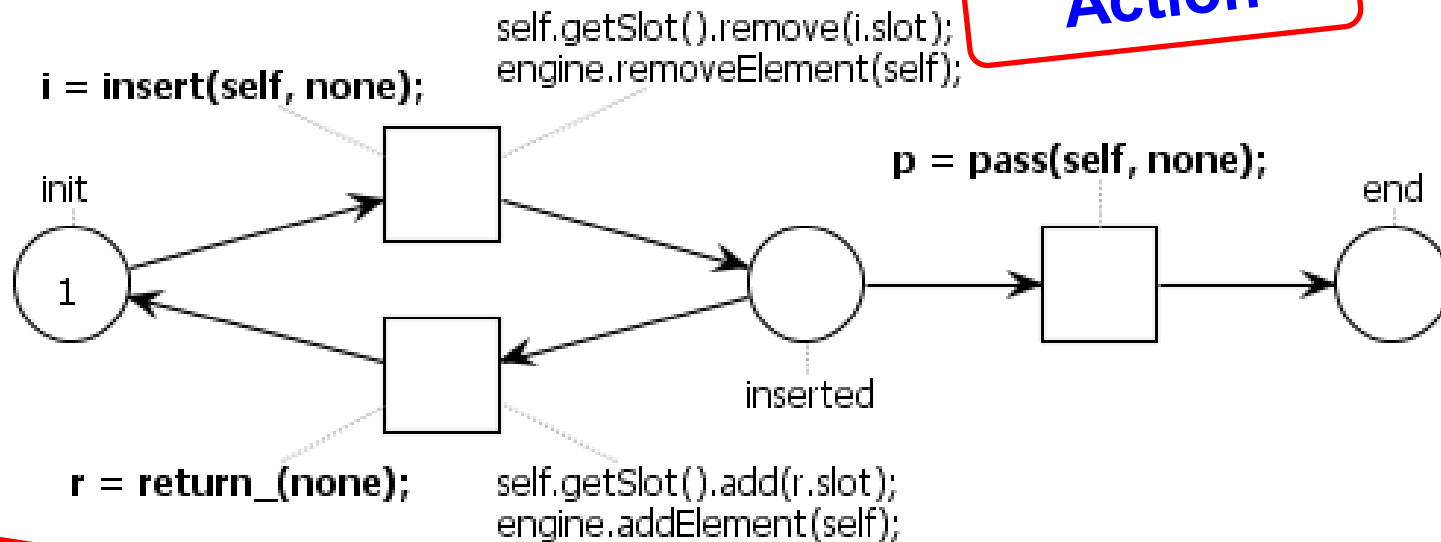 Action
self.getSlot().remove(i.slot);
engine.removeElement(self);
i = insert(self, none);
p = pass(self, none);
init
end
1
inserted
r = return_(none);
self.getSlot().add(r.slot);
engine.addElement(self);